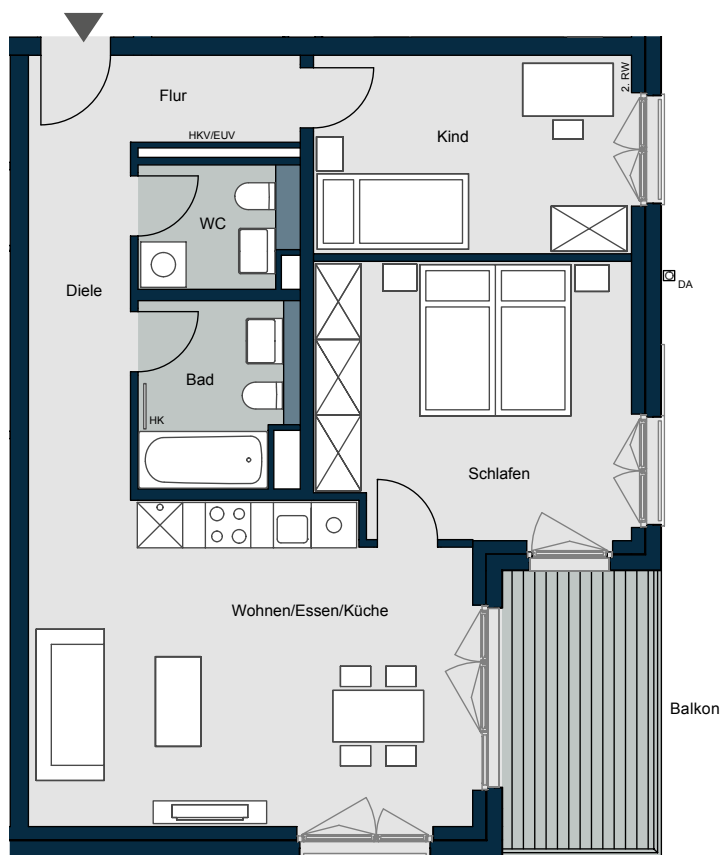 Flur
2. RW
HKV/EUV
Kind
WC
Diele
DA
Bad
HK
Schlafen
Wohnen/Essen/Küche
Balkon